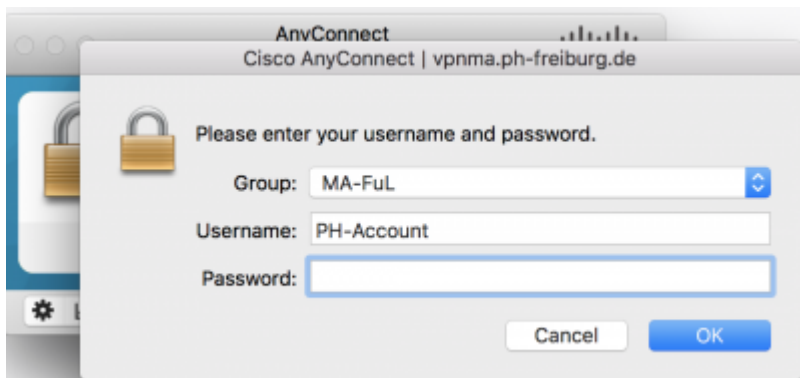 AnyConnect
Cisco AnyConnect | vpnma.ph-freiburg.de
Please enter your username and password.
Group: MA-FuL
Username: PH-Account
Password:
Cancel OK